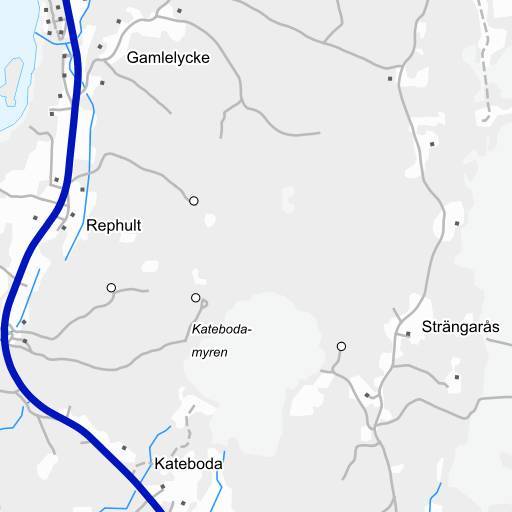 Gamlelycke
Rephult
Strängarås
Kateboda-
myren
Kateboda